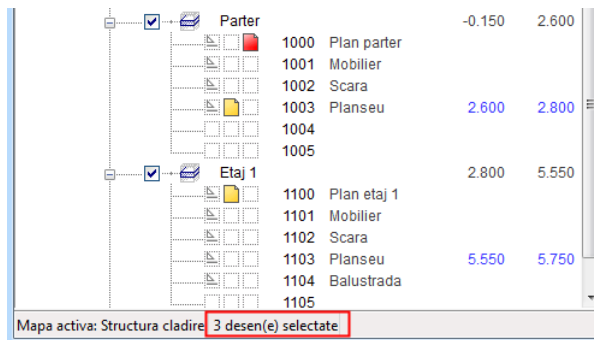 Parter -0.150 2.600
1000 Plan parter
1001 Mobilier
1002 Scara
1003 Planseu 2.600 2.800
1004
1005
Etaj 1 2.800 5.550
1100 Plan etaj 1
1101 Mobilier
1102 Scara
1103 Planseu 5.550 5.750
1104 Balustrada
1105
Mapa activa: Structura cladire 3 desen(e) selectate